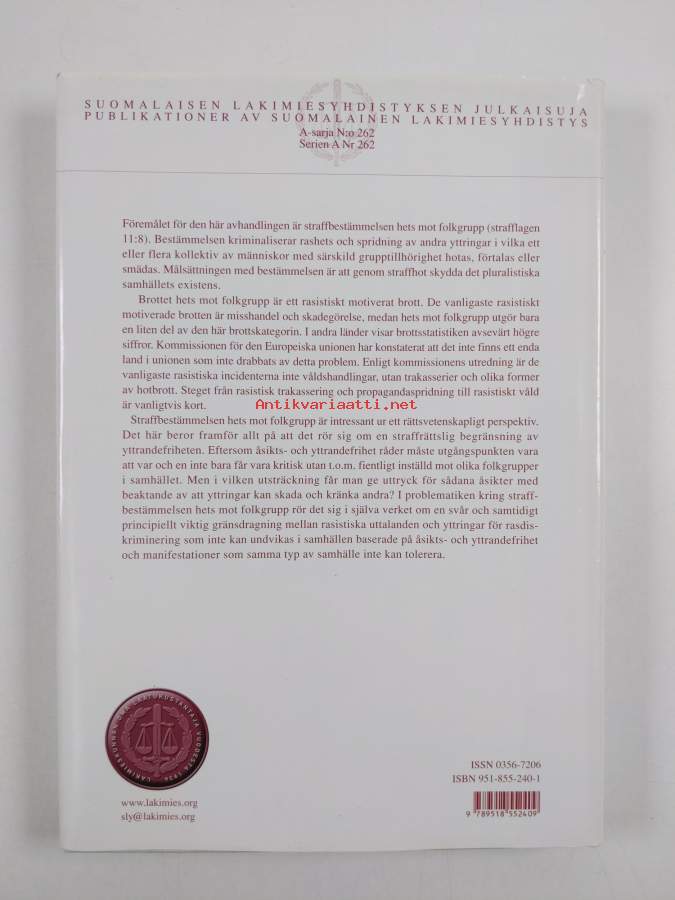 SUOMALAISEN LAKIMIESYHDISTYKSEN JULKAISUJA
PUBLIKATIONER AV SUOMALAINEN LAKIMIESYHDISTYS
A-sarja N:o 262
Serien A Nr 262
Föremålet för den här avhandlingen är straffbestämmelsen hets mot folkgrupp (strafflagen
11:8). Bestämmelsen kriminaliserar rashets och spridning av andra yttringar i vilka ett
eller flera kollektiv av människor med särskild grupptillhörighet hotas, förtalas eller
smädas. Målsättningen med bestämmelsen är att genom straffhot skydda det pluralistiska
samhällets existens.
Brottet hets mot folkgrupp är ett rasistiskt motiverat brott. De vanligaste rasistiskt
motiverade brotten är misshandel och skadegörelse, medan hets mot folkgrupp utgör bara
en liten del av den här brottskategorin. I andra länder visar brottsstatistiken avsevärt högre
siffror. Kommissionen för den Europeiska unionen har konstaterat att det inte finns ett enda
land i unionen som inte drabbats av detta problem. Enligt kommissionens utredning är de
vanligaste rasistiska incidenterna inte våldshandlingar, utan trakasserier och olika former
av hotbrott. Steget från rasistisk trakassering och propagandaspridning till rasistiskt våld
är vanligtvis kort.
Antikvariaatti.net
Straffbestämmelsen hets mot folkgrupp är intressant ur ett rättsvetenskapligt perspektiv.
Det här beror framför allt på att det rör sig om en straffrättslig begränsning av
yttrandefriheten. Eftersom åsikts- och yttrandefrihet råder måste utgångspunkten vara
att var och en inte bara får vara kritisk utan t.o.m. fientligt inställd mot olika folkgrupper
i samhället. Men i vilken utsträckning får man ge uttryck för sådana åsikter med
beaktande av att yttringar kan skada och kränka andra? I problematiken kring straff-
bestämmelsen hets mot folkgrupp rör det sig i själva verket om en svår och samtidigt
principiellt viktig gränsdragning mellan rasistiska uttalanden och yttringar för rasdis-
kriminering som inte kan undvikas i samhällen baserade på åsikts- och yttrandefrihet
och manifestationer som samma typ av samhälle inte kan tolerera.
LAKIMIESKUNNAN OMA LAATUKUSTANTAJA VUODESTA 1898
www.lakimies.org
sly@lakimies.org
ISSN 0356-7206
ISBN 951-855-240-1
9 789518 552409